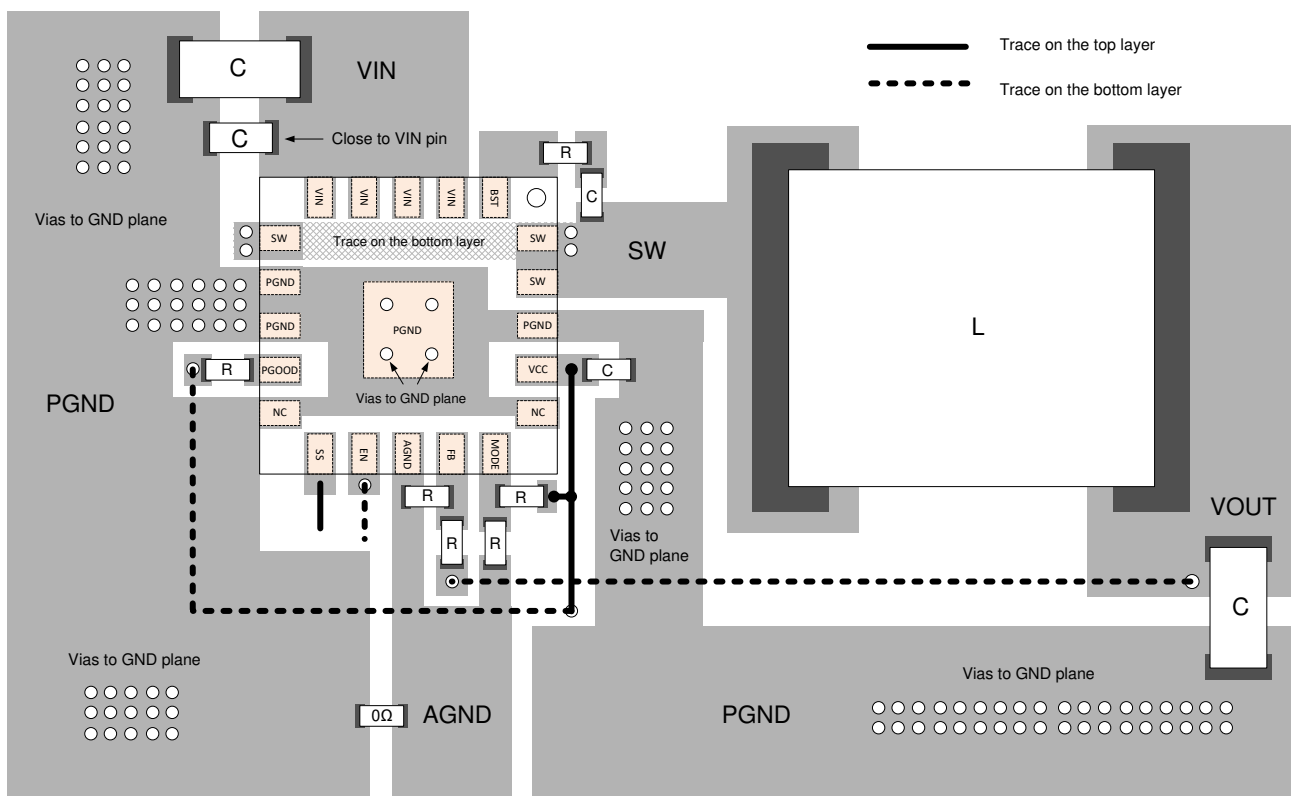 C
VIN
Trace on the top layer
Trace on the bottom layer
C
Close to VIN pin
R
C
Vias to GND plane
VIN
VIN
VIN
VIN
BST
SW
Trace on the bottom layer
SW
SW
PGND
SW
PGND
PGND
PGND
L
PGOOD
R
VCC
C
Vias to GND plane
PGND
NC
NC
SS
EN
AGND
FB
MODE
R
R
VOUT
R
R
Vias to
GND plane
C
Vias to GND plane
Vias to GND plane
0Ω
AGND
PGND